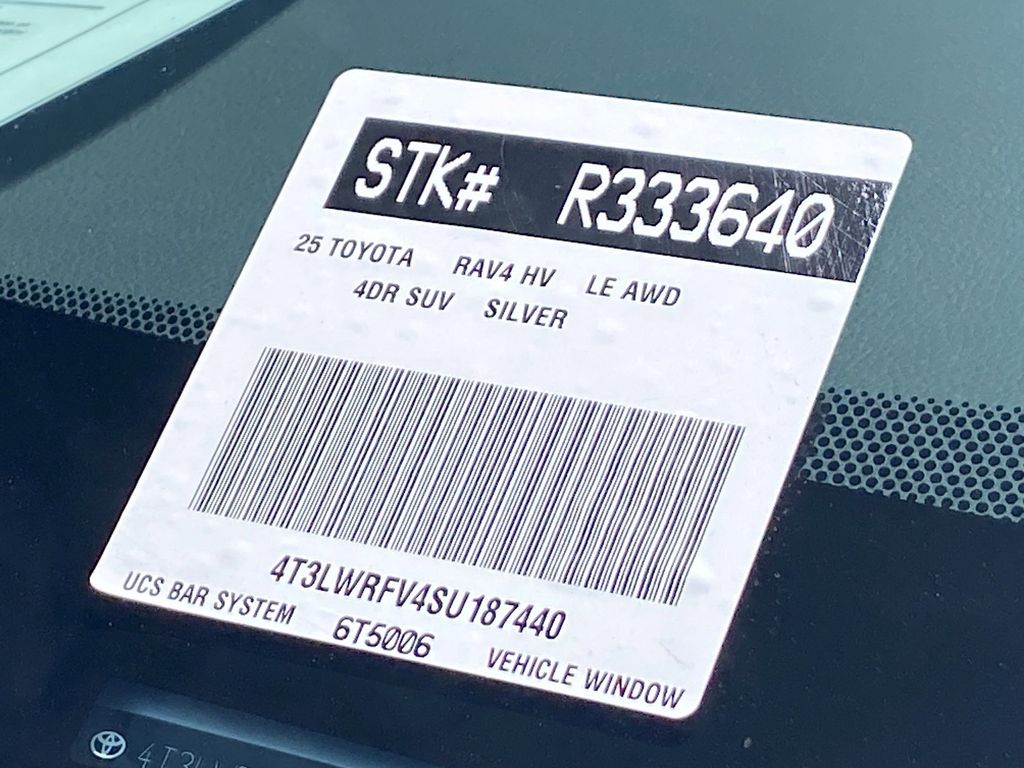 STK# R333640
25 TOYOTA RAV4 HV LE AWD
4DR SUV SILVER
4T3LWRFV4SU187440
UCS BAR SYSTEM 6T5006 VEHICLE WINDOW